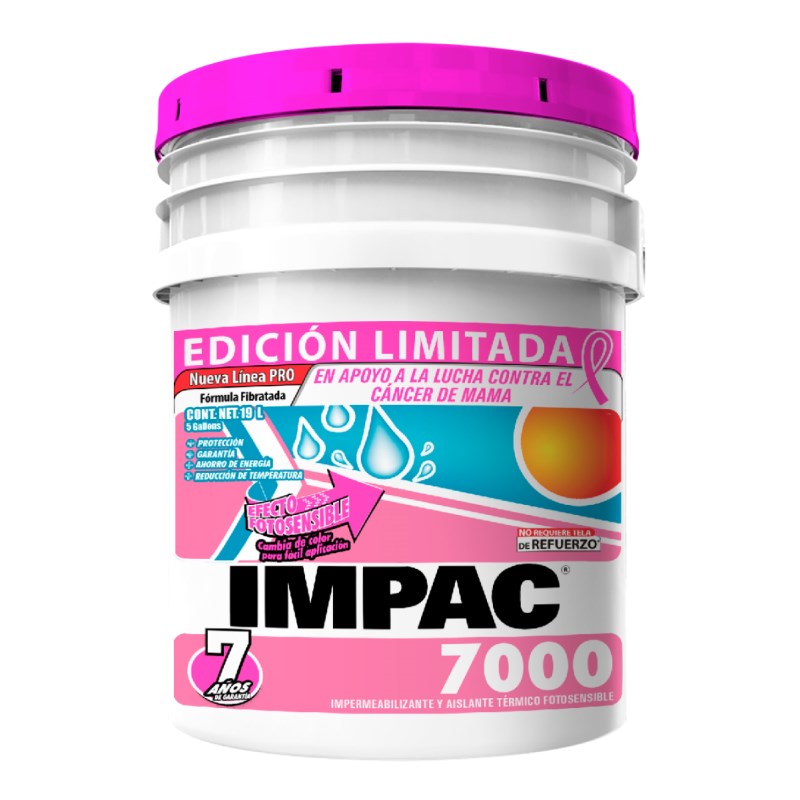 EDICIÓN LIMITADA
Nueva Línea PRO
EN APOYO A LA LUCHA CONTRA EL
CÁNCER DE MAMA
Fórmula Fibratada
CONT. NET. 19 L
5 Gallons
+ PROTECCIÓN
+ GARANTÍA
+ AHORRO DE ENERGÍA
+ REDUCCIÓN DE TEMPERATURA
EFECTO
FOTOSENSIBLE
Cambia de color
para fácil aplicación
NO REQUIERE TELA
DE REFUERZO*
IMPAC®
7
AÑOS
DE GARANTÍA
7000
IMPERMEABILIZANTE Y AISLANTE TÉRMICO FOTOSENSIBLE